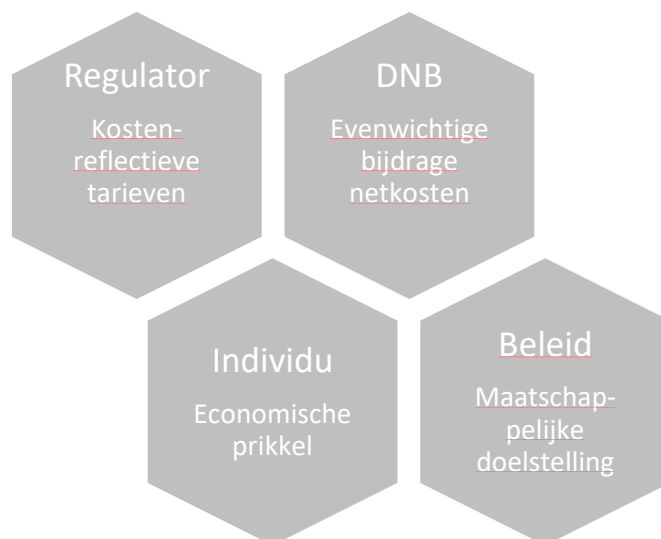 Regulator
Kosten-
reflectieve
tarieven
DNB
Evenwichtige
bijdrage
netkosten
Individu
Economische
prikkel
Beleid
Maatschap-
pelijke
doelstelling